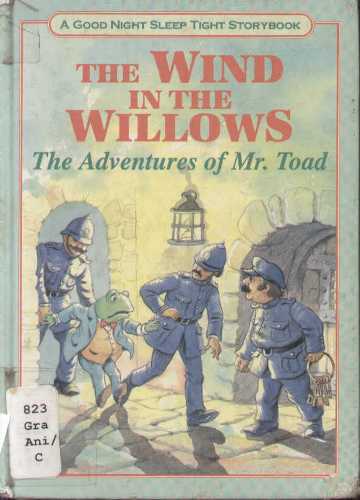 A GOOD NIGHT SLEEP TIGHT STORYBOOK
THE WIND
IN THE
WILLOWS
The Adventures of Mr. Toad
823
Gra
Ani/
C